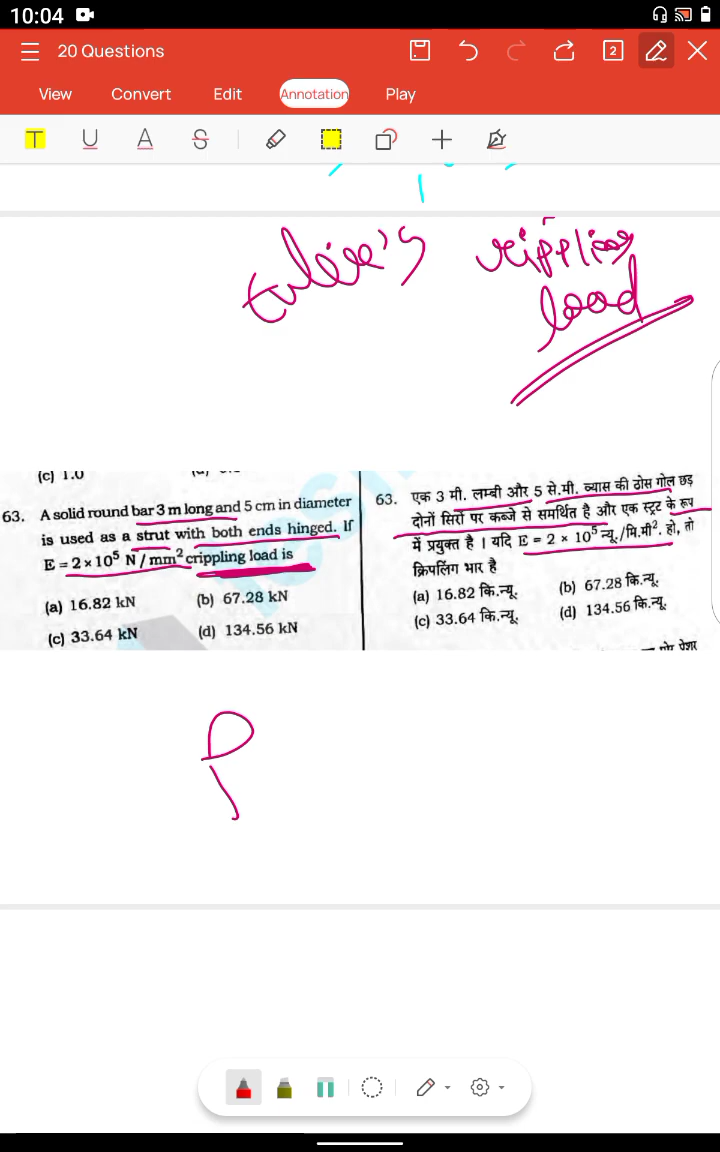 10:04
20 Questions
2
View Convert Edit Annotation Play
T U A S
load
(c) 1.0
63. A solid round bar 3 m long and 5 cm in diameter
is used as a strut with both ends hinged. If
E = 2 × 10⁵ N / mm² crippling load is
(a) 16.82 kN (b) 67.28 kN
(c) 33.64 kN (d) 134.56 kN
63. एक 3 मी. लम्बी और 5 से.मी. व्यास की ठोस गोल छड़
दोनों सिरों पर कब्जे से समर्थित है और एक स्ट्रट के रूप
में प्रयुक्त है । यदि E = 2 × 10⁵ न्यू./मि.मी². हो, तो
क्रिपलिंग भार है
(a) 16.82 कि.न्यू. (b) 67.28 कि.न्यू.
(c) 33.64 कि.न्यू. (d) 134.56 कि.न्यू.
P